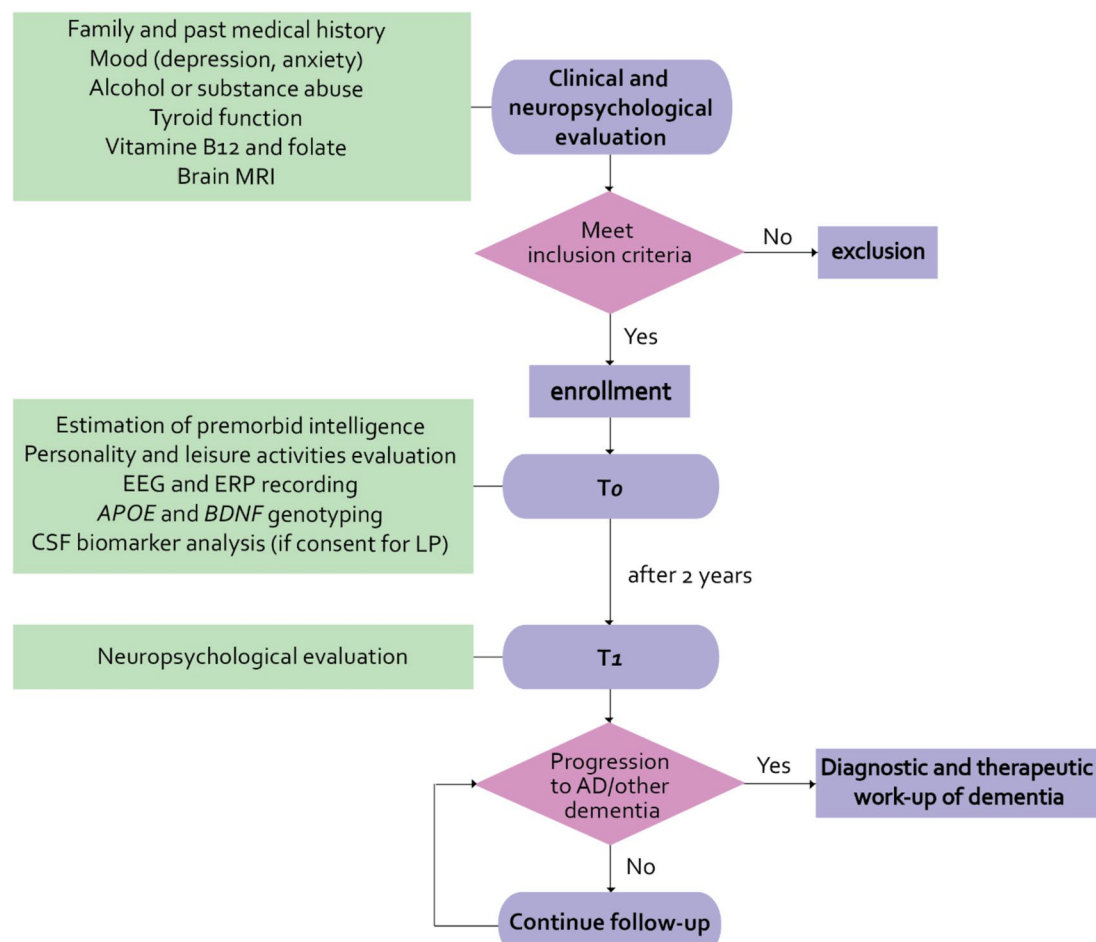 Family and past medical history
Mood (depression, anxiety)
Alcohol or substance abuse
Tyroid function
Vitamine B12 and folate
Brain MRI
Clinical and
neuropsychological
evaluation
Meet
inclusion criteria
No
exclusion
Yes
enrollment
Estimation of premorbid intelligence
Personality and leisure activities evaluation
EEG and ERP recording
APOE and BDNF genotyping
CSF biomarker analysis (if consent for LP)
T0
after 2 years
Neuropsychological evaluation
T1
Progression
to AD/other
dementia
Yes
Diagnostic and therapeutic
work-up of dementia
No
Continue follow-up